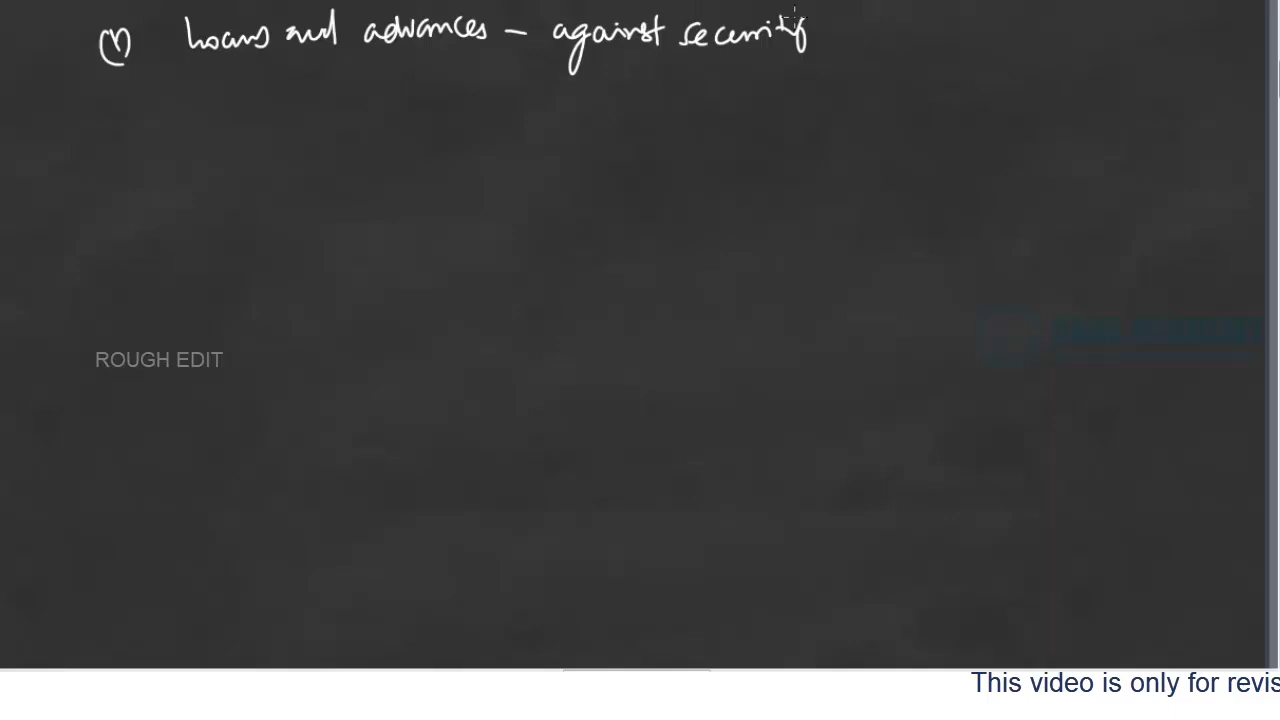 Loans and advances - against security
ROUGH EDIT
This video is only for revis